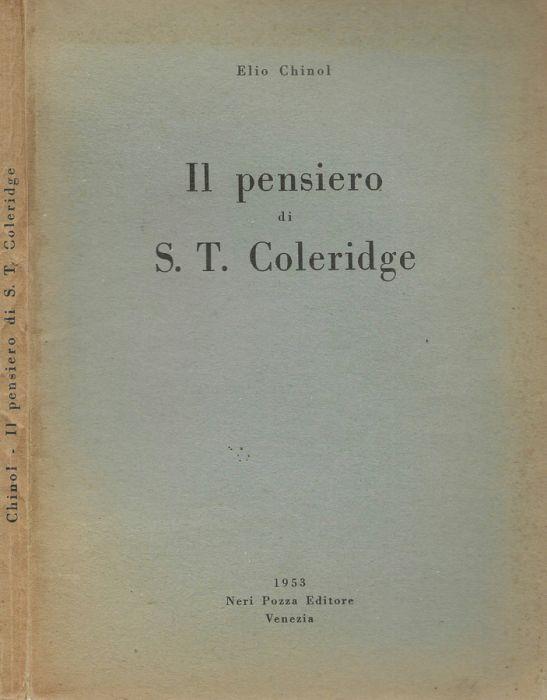 Chinol - Il pensiero di S. T. Coleridge
Elio Chinol
Il pensiero
di
S. T. Coleridge
1953
Neri Pozza Editore
Venezia